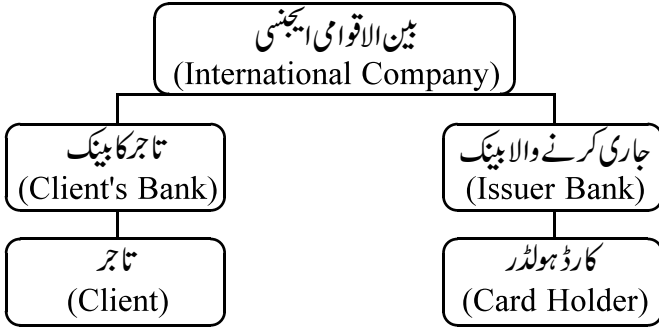 بین الاقوامی ایجنسی
(International Company)
تاجر کا بینک
(Client's Bank)
جاری کرنے والا بینک
(Issuer Bank)
تاجر
(Client)
کارڈ ہولڈر
(Card Holder)